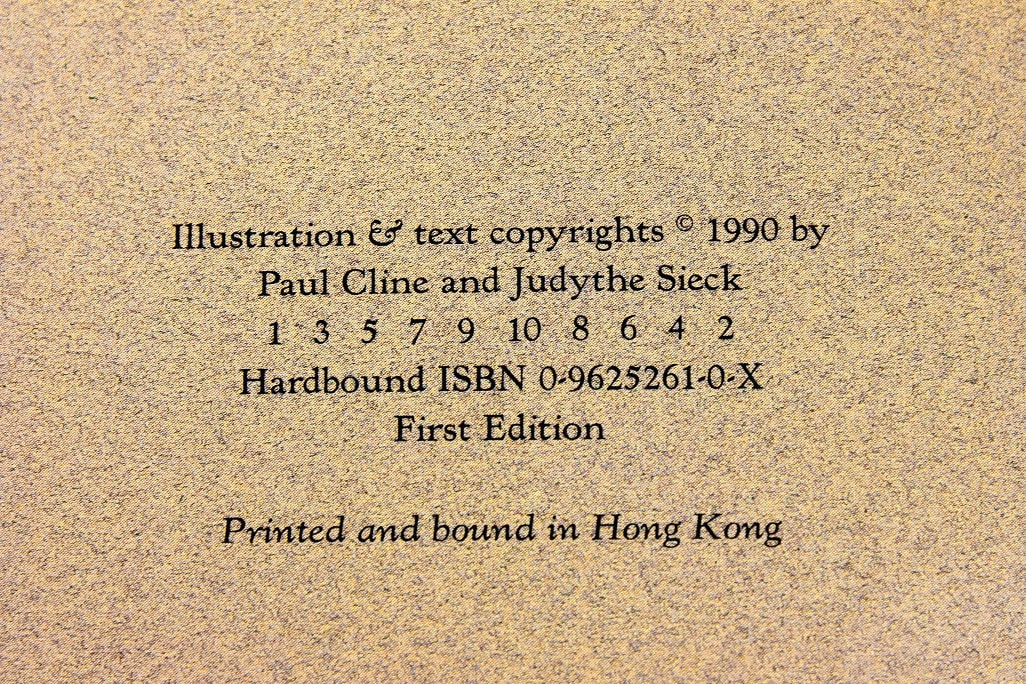 Illustration & text copyrights © 1990 by
Paul Cline and Judythe Sieck
1 3 5 7 9 10 8 6 4 2
Hardbound ISBN 0-9625261-0-X
First Edition
Printed and bound in Hong Kong